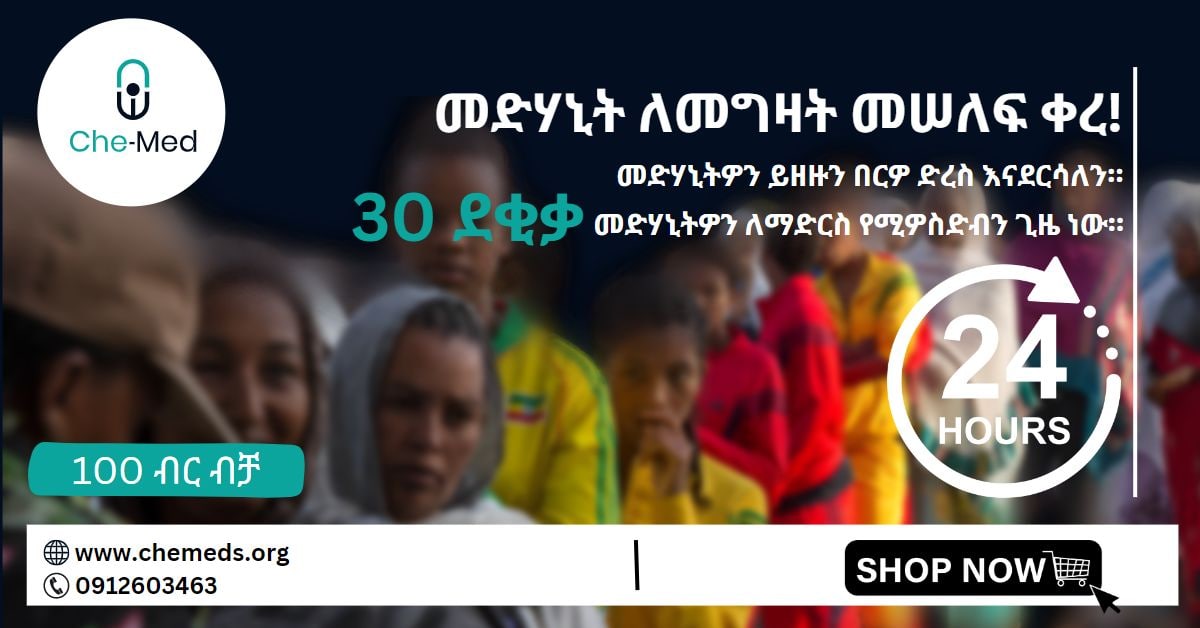 Che-Med
መድሃኒት ለመግዛት መሠለፍ ቀረ!
መድሃኒትዎን ይዘዙን በርዎ ድረስ እናደርሳለን።
30 ደቂቃ መድሃኒትዎን ለማድርስ የሚዎስድብን ጊዜ ነው።
24
HOURS
100 ብር ብቻ
www.chemeds.org
0912603463
SHOP NOW